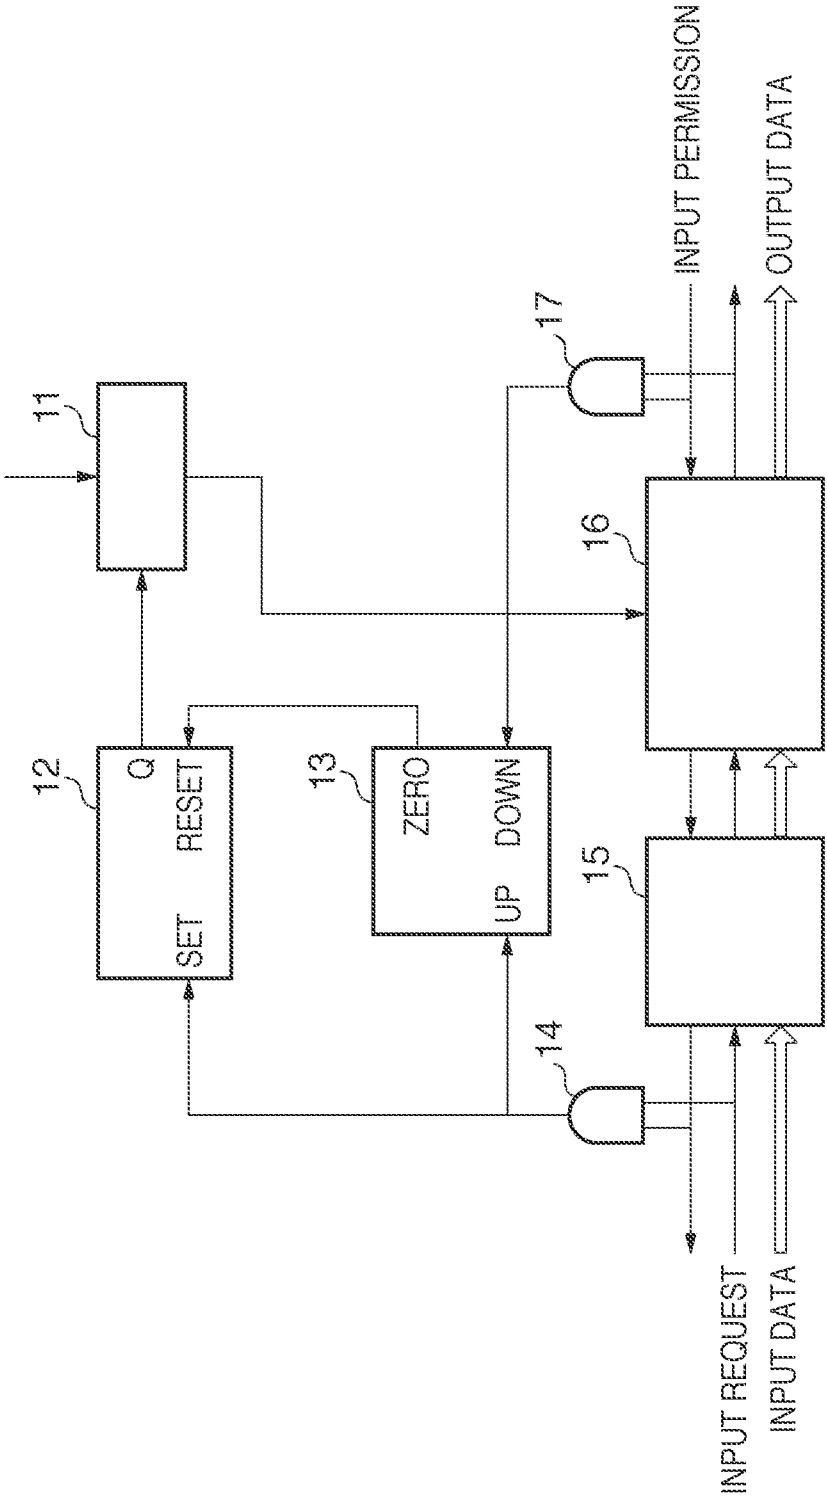 11
12
Q
SET RESET
13
ZERO
UP DOWN
14
15
16
17
INPUT PERMISSION
INPUT REQUEST
INPUT DATA
OUTPUT DATA